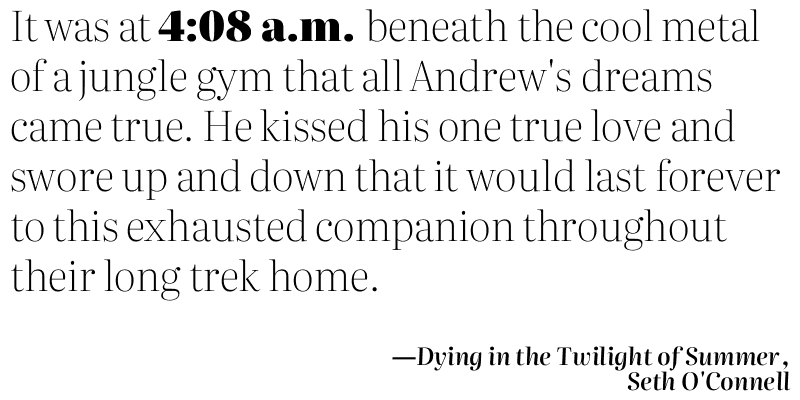 It was at 4:08 a.m. beneath the cool metal
of a jungle gym that all Andrew's dreams
came true. He kissed his one true love and
swore up and down that it would last forever
to this exhausted companion throughout
their long trek home.
—Dying in the Twilight of Summer,
Seth O'Connell